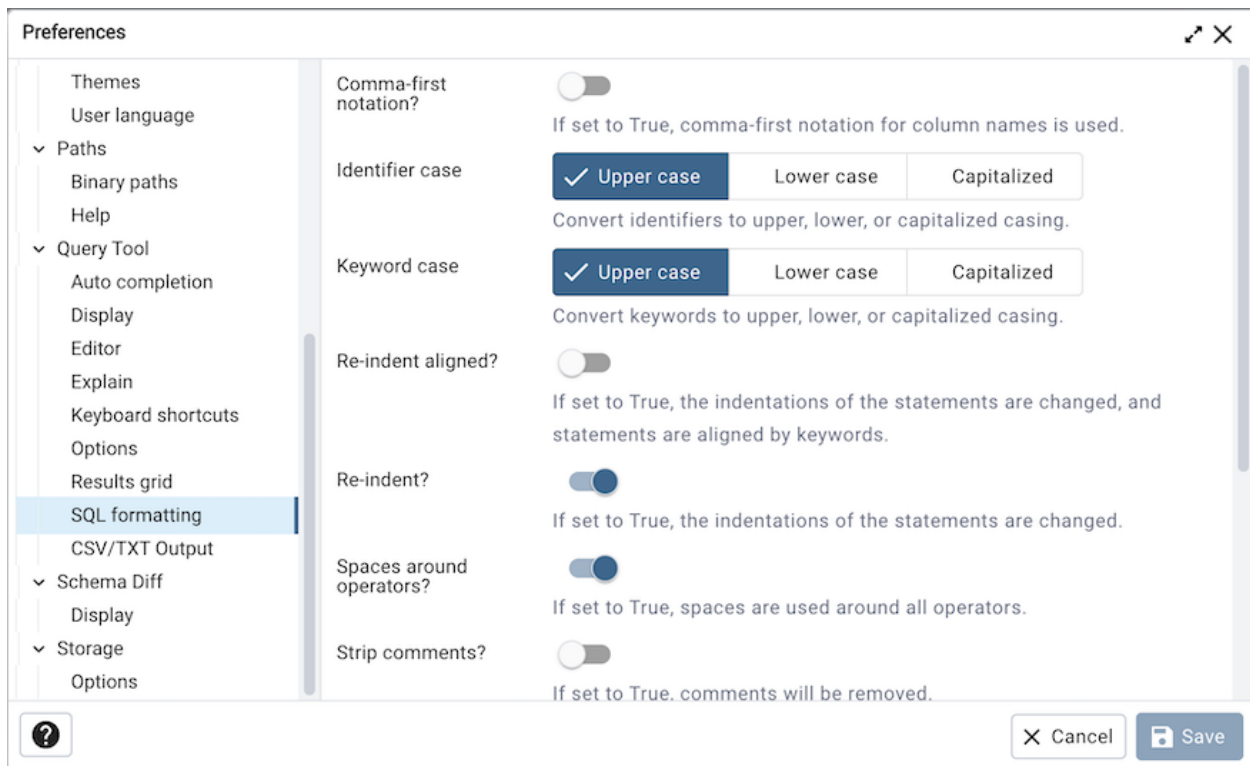 Preferences
Themes
User language
Paths
Binary paths
Help
Query Tool
Auto completion
Display
Editor
Explain
Keyboard shortcuts
Options
Results grid
SQL formatting
CSV/TXT Output
Schema Diff
Display
Storage
Options
Comma-first
notation?
If set to True, comma-first notation for column names is used.
Identifier case
Upper case Lower case Capitalized
Convert identifiers to upper, lower, or capitalized casing.
Keyword case
Upper case Lower case Capitalized
Convert keywords to upper, lower, or capitalized casing.
Re-indent aligned?
If set to True, the indentations of the statements are changed, and
statements are aligned by keywords.
Re-indent?
If set to True, the indentations of the statements are changed.
Spaces around
operators?
If set to True, spaces are used around all operators.
Strip comments?
If set to True, comments will be removed.
? Cancel Save